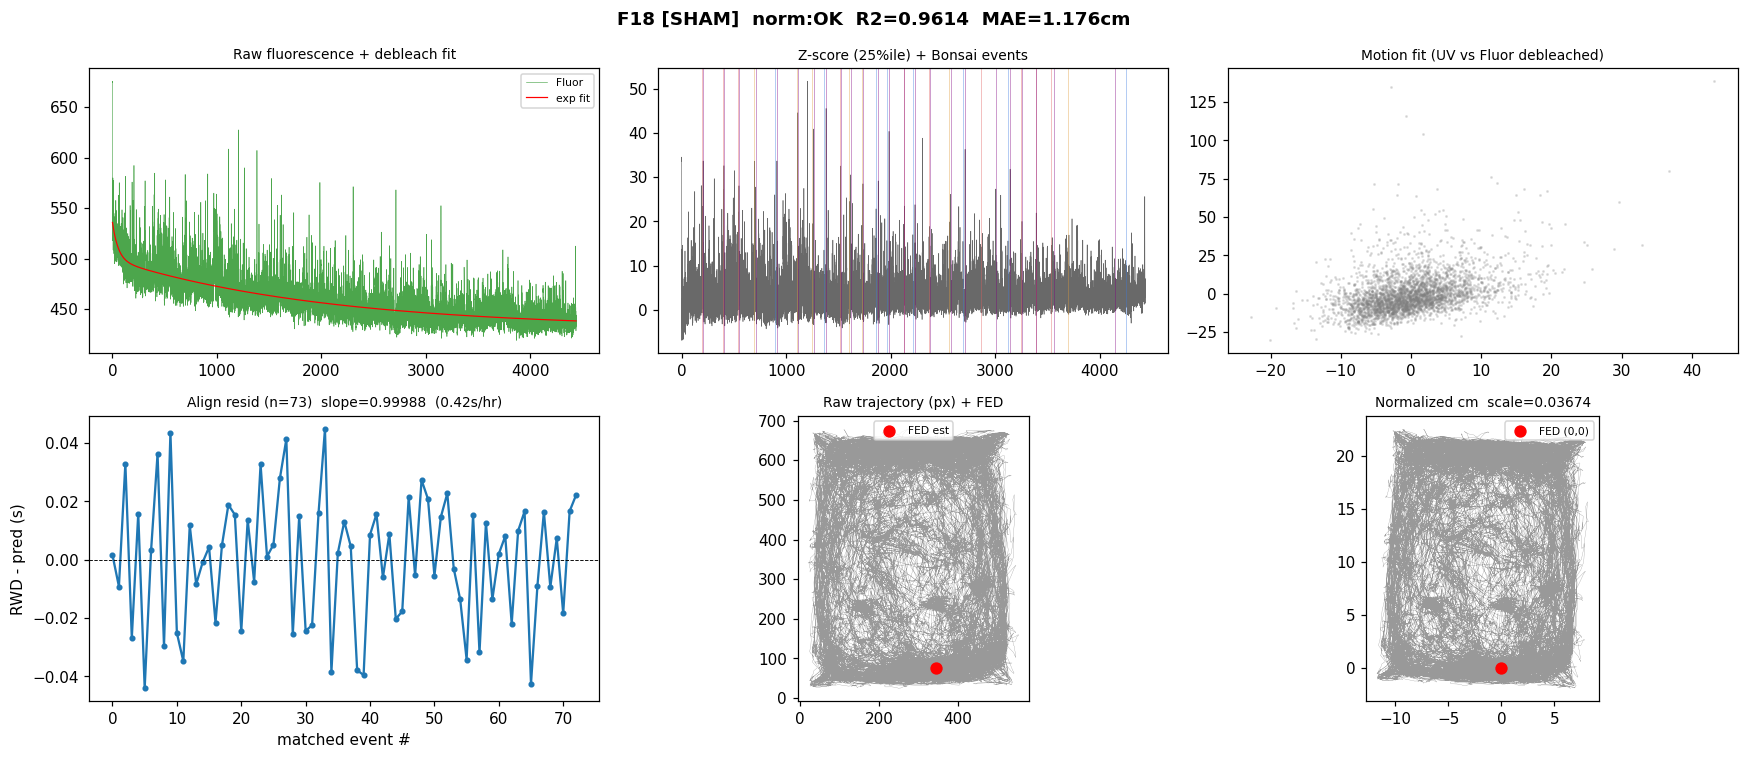 F18 [SHAM]  norm:OK  R2=0.9614  MAE=1.176cm
Raw fluorescence + debleach fit
Fluor
exp fit
650
600
550
500
450
0 1000 2000 3000 4000
Z-score (25%ile) + Bonsai events
50
40
30
20
10
0
0 1000 2000 3000 4000
Motion fit (UV vs Fluor debleached)
125
100
75
50
25
0
−25
−20 −10 0 10 20 30 40
Align resid (n=73)  slope=0.99988  (0.42s/hr)
RWD - pred (s)
0.04
0.02
0.00
−0.02
−0.04
0 10 20 30 40 50 60 70
matched event #
Raw trajectory (px) + FED
FED est
700
600
500
400
300
200
100
0
0 200 400
Normalized cm  scale=0.03674
FED (0,0)
20
15
10
5
0
−10 −5 0 5